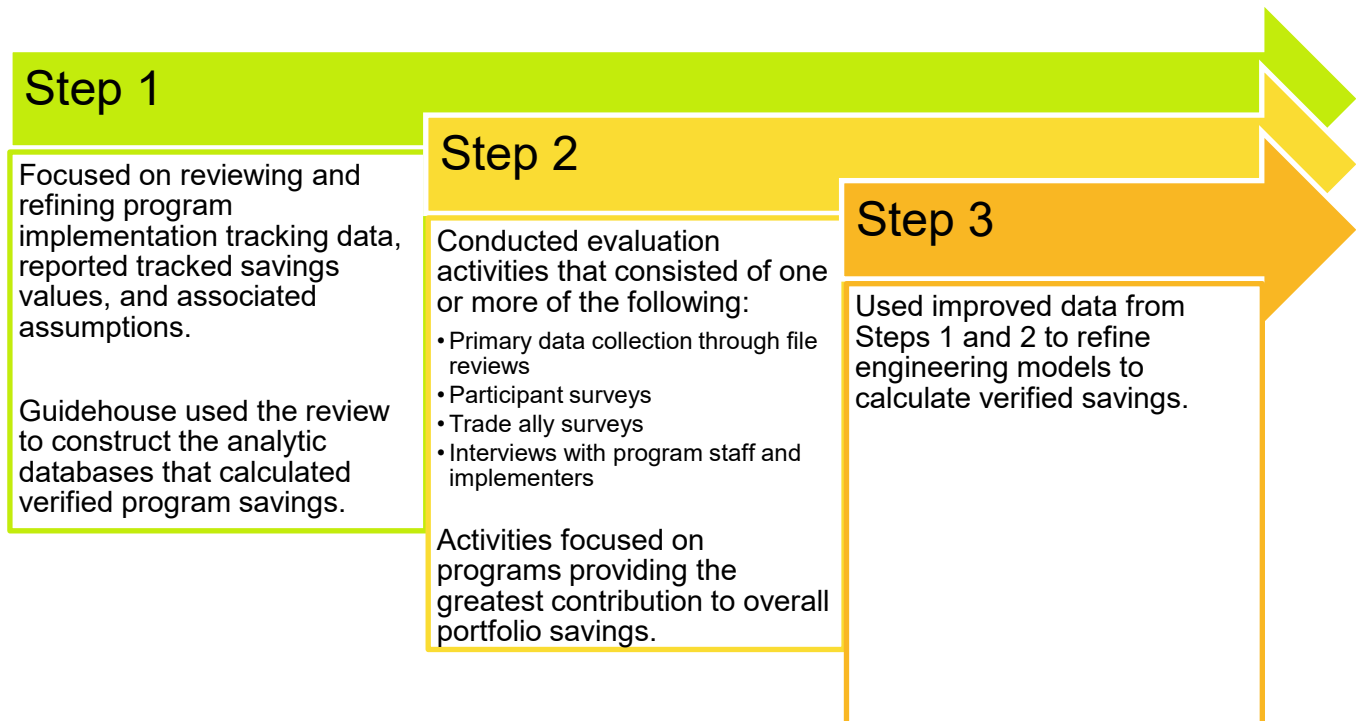 Step 1
Focused on reviewing and
refining program
implementation tracking data,
reported tracked savings
values, and associated
assumptions.
Guidehouse used the review
to construct the analytic
databases that calculated
verified program savings.
Step 2
Conducted evaluation
activities that consisted of one
or more of the following:
• Primary data collection through file
reviews
• Participant surveys
• Trade ally surveys
• Interviews with program staff and
implementers
Activities focused on
programs providing the
greatest contribution to overall
portfolio savings.
Step 3
Used improved data from
Steps 1 and 2 to refine
engineering models to
calculate verified savings.